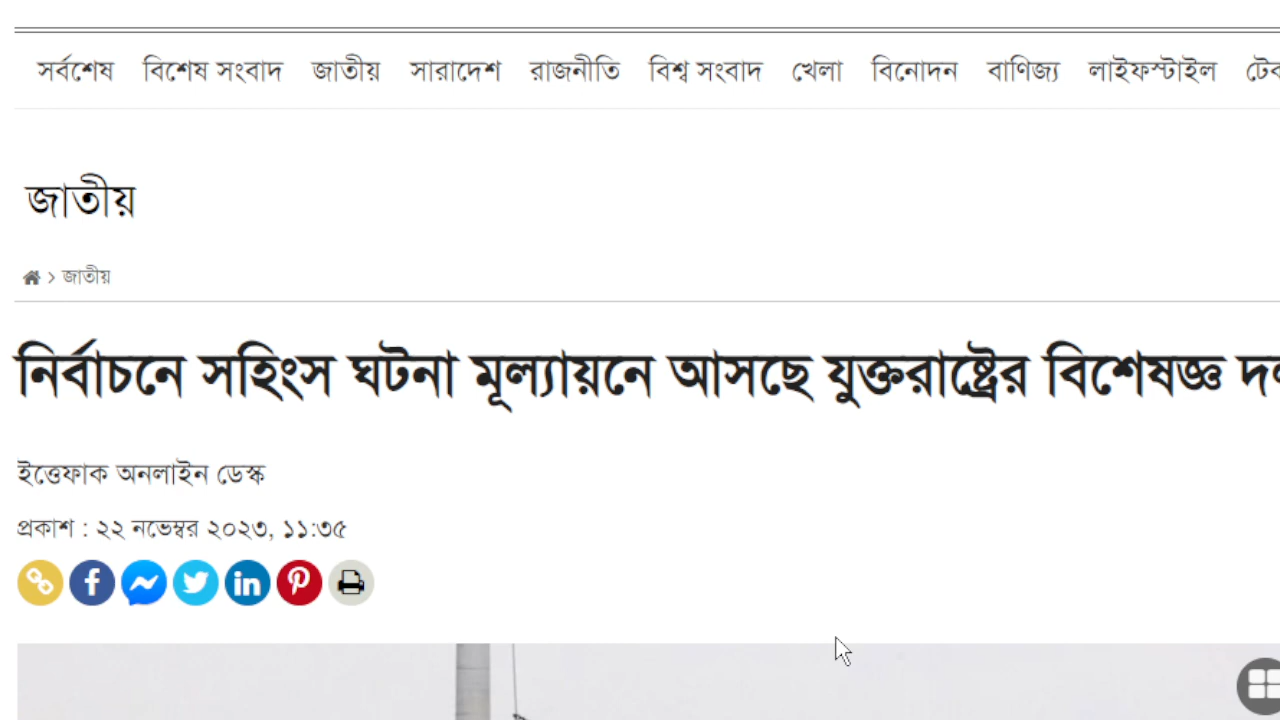 সর্বশেষ বিশেষ সংবাদ জাতীয় সারাদেশ রাজনীতি বিশ্ব সংবাদ খেলা বিনোদন বাণিজ্য লাইফস্টাইল
জাতীয়
> জাতীয়
নির্বাচনে সহিংস ঘটনা মূল্যায়নে আসছে যুক্তরাষ্ট্রের বিশেষজ্ঞ
ইত্তেফাক অনলাইন ডেস্ক
প্রকাশ : ২২ নভেম্বর ২০২৩, ১১:৩৫